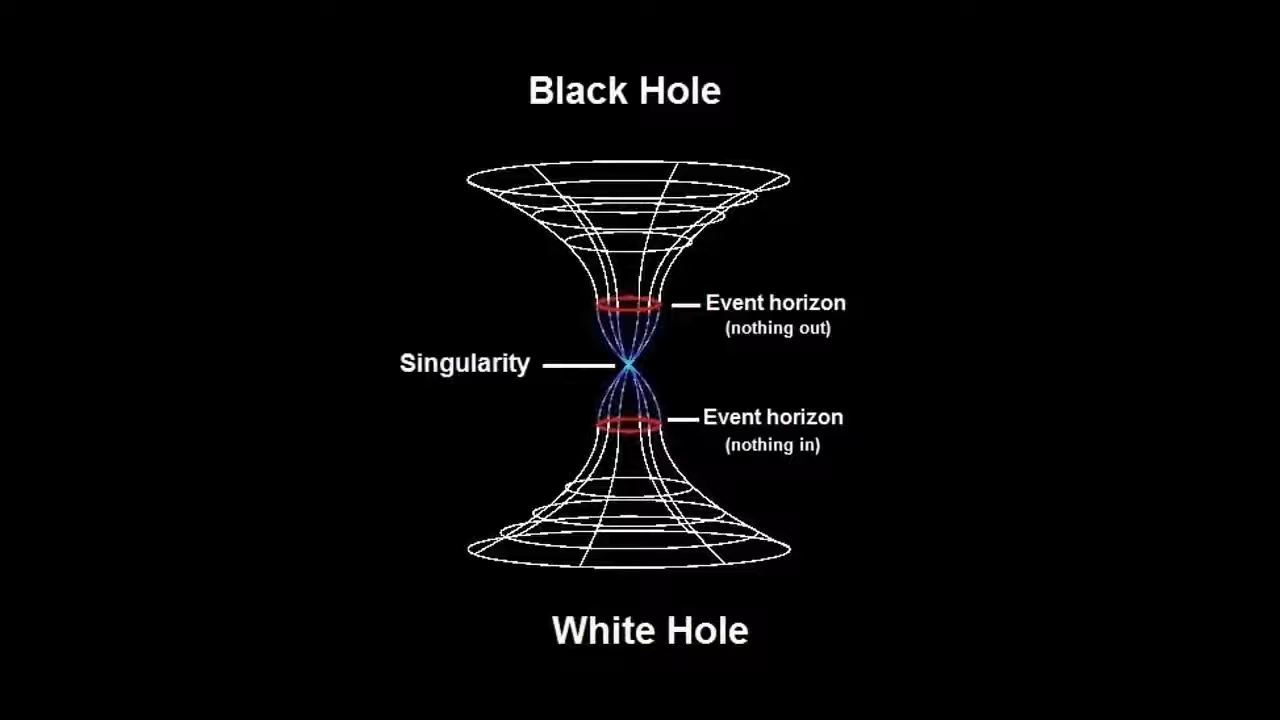 Black Hole
Event horizon
(nothing out)
Singularity
Event horizon
(nothing in)
White Hole